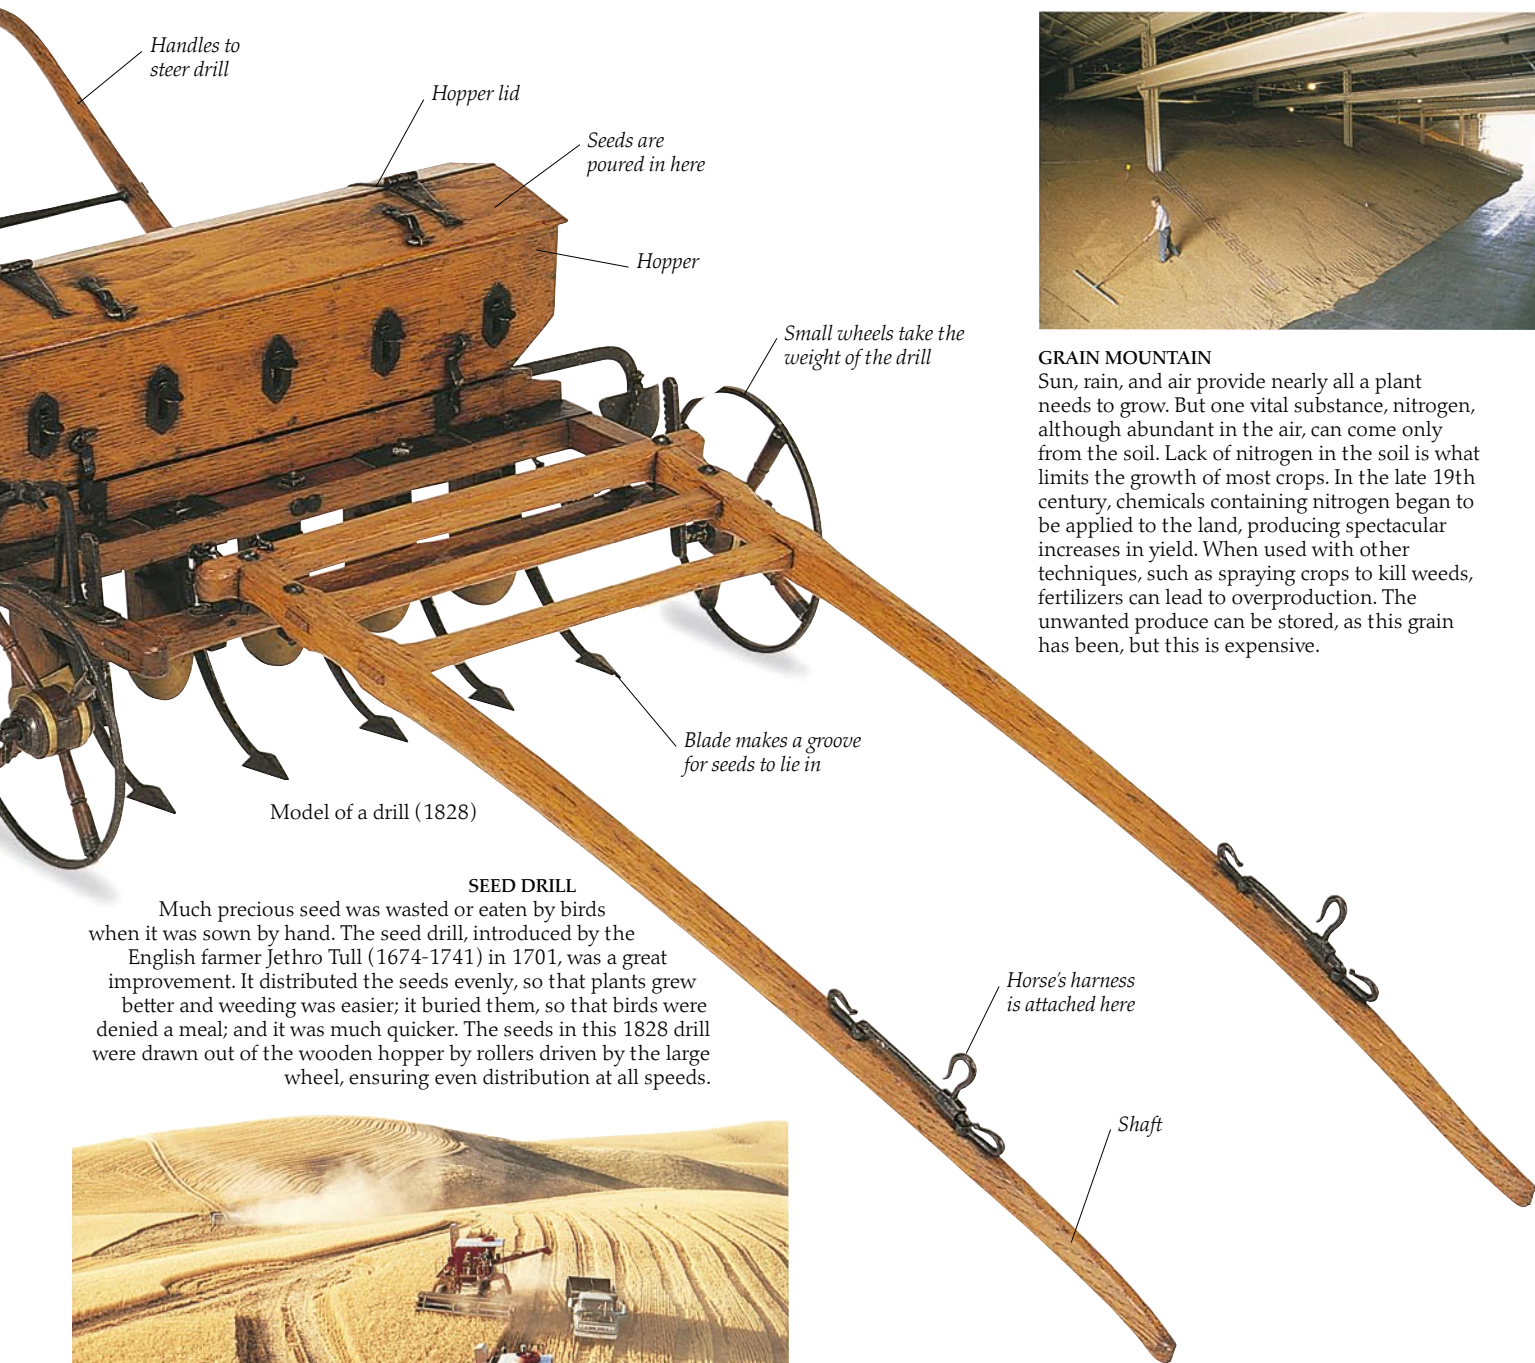 Handles to
steer drill
Hopper lid
Seeds are
poured in here
Hopper
Small wheels take the
weight of the drill
GRAIN MOUNTAIN
Sun, rain, and air provide nearly all a plant
needs to grow. But one vital substance, nitrogen,
although abundant in the air, can come only
from the soil. Lack of nitrogen in the soil is what
limits the growth of most crops. In the late 19th
century, chemicals containing nitrogen began to
be applied to the land, producing spectacular
increases in yield. When used with other
techniques, such as spraying crops to kill weeds,
fertilizers can lead to overproduction. The
unwanted produce can be stored, as this grain
has been, but this is expensive.
Blade makes a groove
for seeds to lie in
Model of a drill (1828)
SEED DRILL
Much precious seed was wasted or eaten by birds
when it was sown by hand. The seed drill, introduced by the
English farmer Jethro Tull (1674-1741) in 1701, was a great
improvement. It distributed the seeds evenly, so that plants grew
better and weeding was easier; it buried them, so that birds were
denied a meal; and it was much quicker. The seeds in this 1828 drill
were drawn out of the wooden hopper by rollers driven by the large
wheel, ensuring even distribution at all speeds.
Horse's harness
is attached here
Shaft